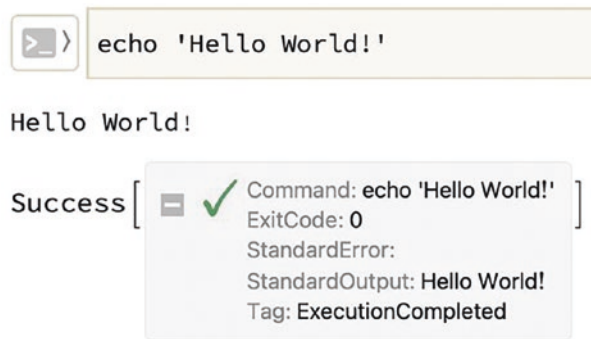 >_ ⟩ echo 'Hello World!'
Hello World!
Success[
Command: echo 'Hello World!'
ExitCode: 0
StandardError:
StandardOutput: Hello World!
Tag: ExecutionCompleted
]